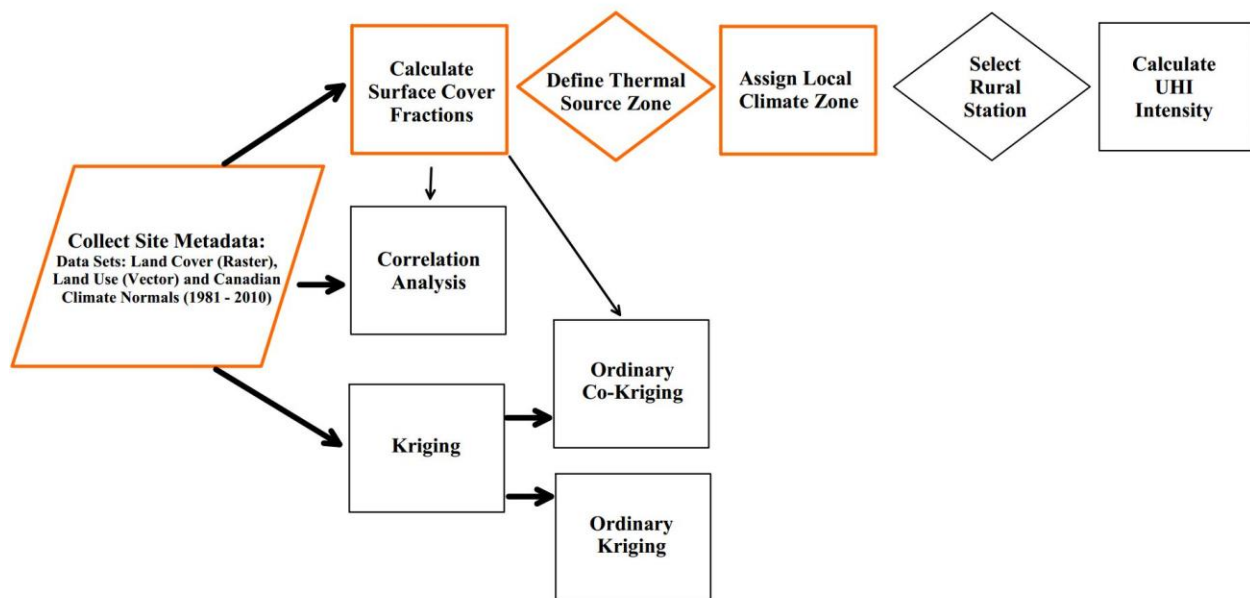 Calculate
Surface Cover
Fractions
Define Thermal
Source Zone
Assign Local
Climate Zone
Select
Rural
Station
Calculate
UHI
Intensity
Collect Site Metadata:
Data Sets: Land Cover (Raster),
Land Use (Vector) and Canadian
Climate Normals (1981 - 2010)
Correlation
Analysis
Ordinary
Co-Kriging
Kriging
Ordinary
Kriging